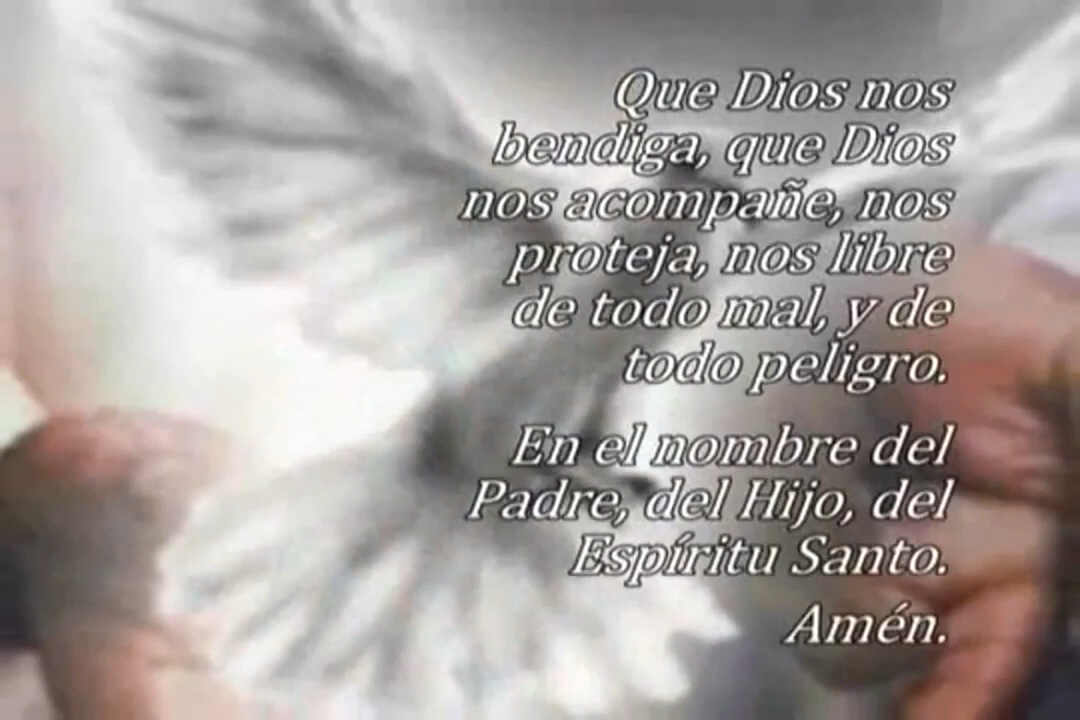 Que Dios nos
bendiga, que Dios
nos acompañe, nos
proteja, nos libre
de todo mal, y de
todo peligro.
En el nombre del
Padre, del Hijo, del
Espíritu Santo.
Amén.